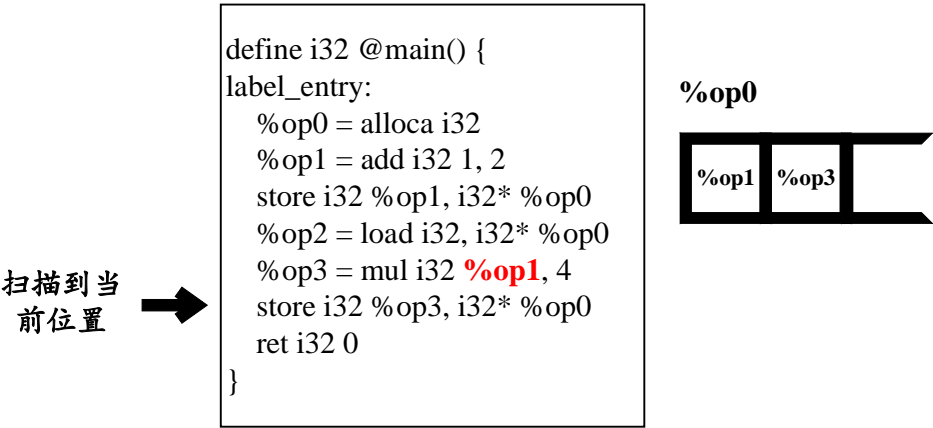 define i32 @main() {
label_entry:
%op0 = alloca i32
%op1 = add i32 1, 2
store i32 %op1, i32* %op0
%op2 = load i32, i32* %op0
%op3 = mul i32 %op1, 4
store i32 %op3, i32* %op0
ret i32 0
}
扫描到当
前位置
%op0
%op1 %op3